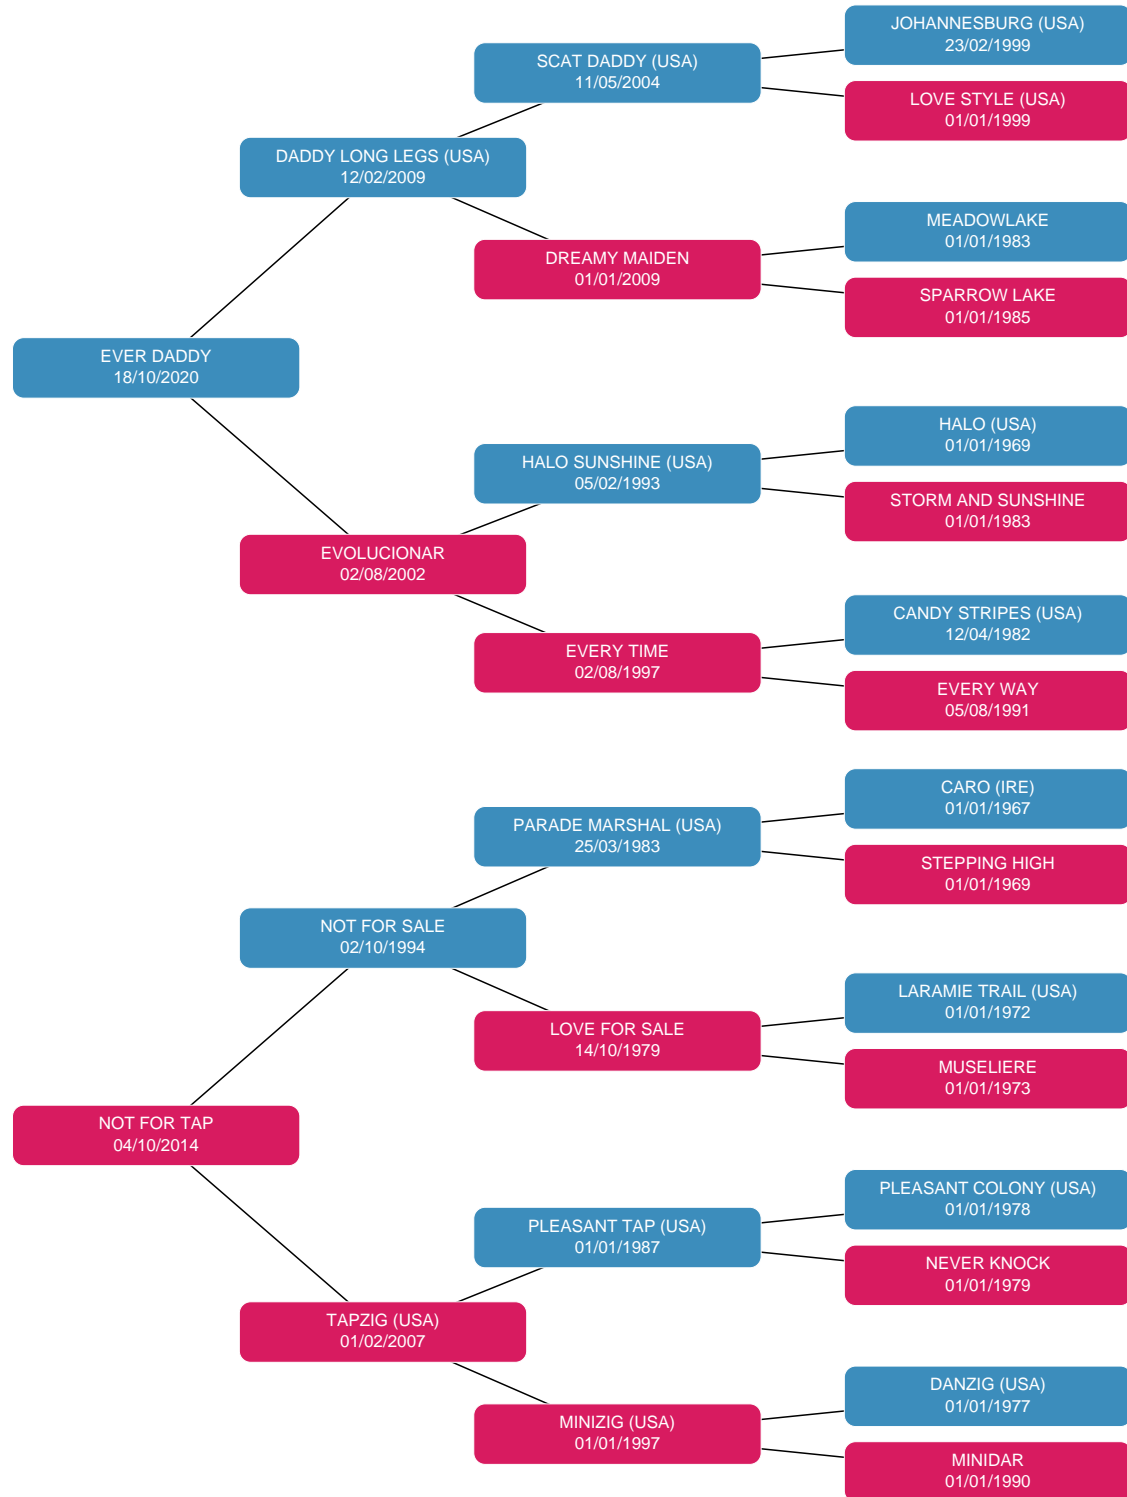 JOHANNESBURG (USA)
23/02/1999
SCAT DADDY (USA)
11/05/2004
LOVE STYLE (USA)
01/01/1999
DADDY LONG LEGS (USA)
12/02/2009
MEADOWLAKE
01/01/1983
DREAMY MAIDEN
01/01/2009
SPARROW LAKE
01/01/1985
EVER DADDY
18/10/2020
HALO (USA)
01/01/1969
HALO SUNSHINE (USA)
05/02/1993
STORM AND SUNSHINE
01/01/1983
EVOLUCIONAR
02/08/2002
CANDY STRIPES (USA)
12/04/1982
EVERY TIME
02/08/1997
EVERY WAY
05/08/1991
CARO (IRE)
01/01/1967
PARADE MARSHAL (USA)
25/03/1983
STEPPING HIGH
01/01/1969
NOT FOR SALE
02/10/1994
LARAMIE TRAIL (USA)
01/01/1972
LOVE FOR SALE
14/10/1979
MUSELIERE
01/01/1973
NOT FOR TAP
04/10/2014
PLEASANT COLONY (USA)
01/01/1978
PLEASANT TAP (USA)
01/01/1987
NEVER KNOCK
01/01/1979
TAPZIG (USA)
01/02/2007
DANZIG (USA)
01/01/1977
MINIZIG (USA)
01/01/1997
MINIDAR
01/01/1990